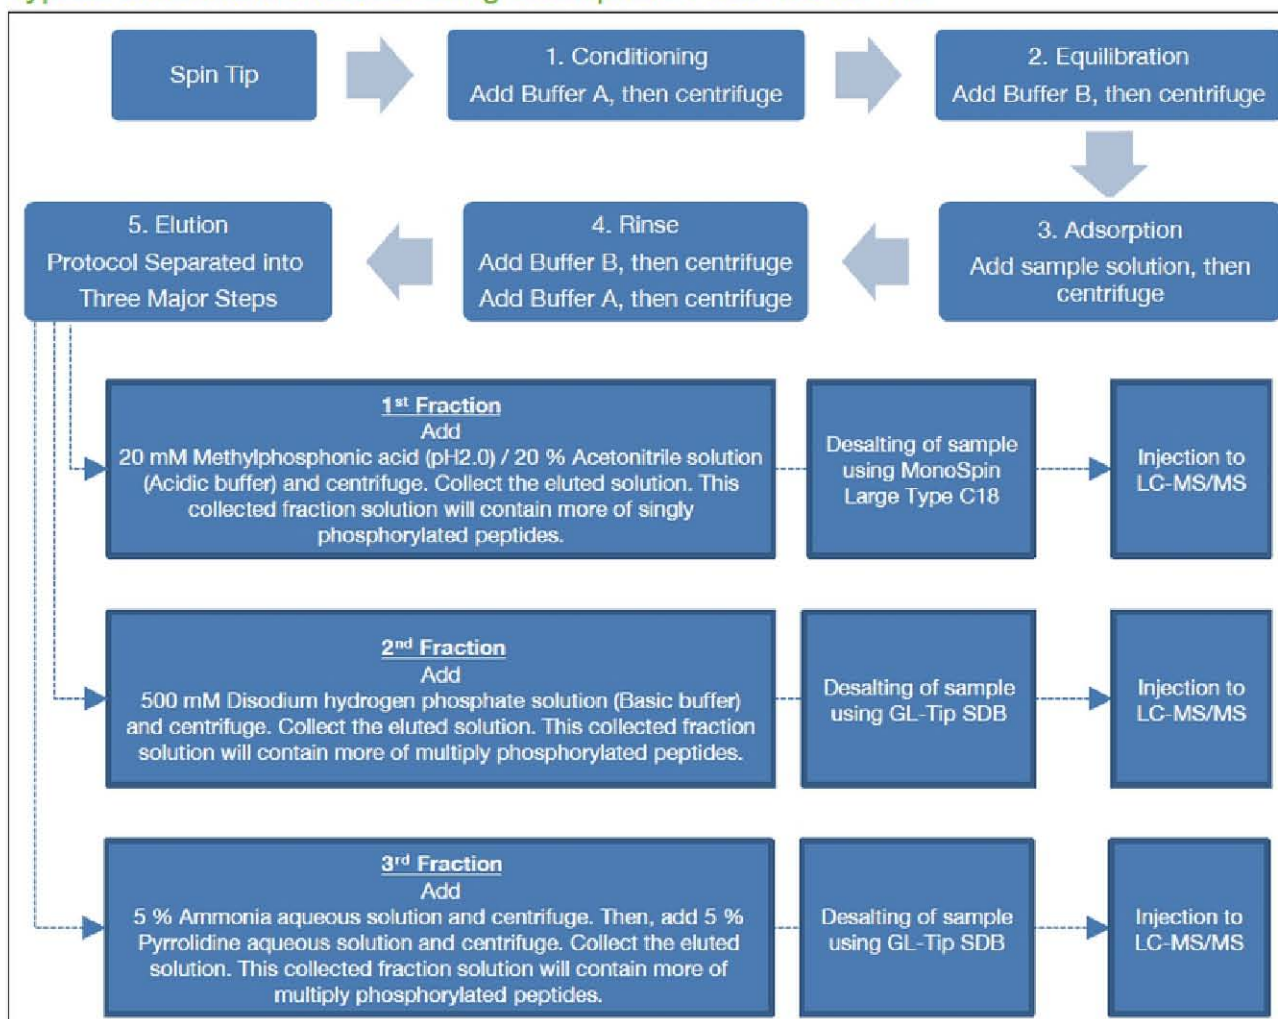 Spin Tip
1. Conditioning
Add Buffer A, then centrifuge
2. Equilibration
Add Buffer B, then centrifuge
3. Adsorption
Add sample solution, then
centrifuge
4. Rinse
Add Buffer B, then centrifuge
Add Buffer A, then centrifuge
5. Elution
Protocol Separated into
Three Major Steps
1st Fraction
Add
20 mM Methylphosphonic acid (pH2.0) / 20 % Acetonitrile solution
(Acidic buffer) and centrifuge. Collect the eluted solution. This
collected fraction solution will contain more of singly
phosphorylated peptides.
Desalting of sample
using MonoSpin
Large Type C18
Injection to
LC-MS/MS
2nd Fraction
Add
500 mM Disodium hydrogen phosphate solution (Basic buffer)
and centrifuge. Collect the eluted solution. This collected fraction
solution will contain more of multiply phosphorylated peptides.
Desalting of sample
using GL-Tip SDB
Injection to
LC-MS/MS
3rd Fraction
Add
5 % Ammonia aqueous solution and centrifuge. Then, add 5 %
Pyrrolidine aqueous solution and centrifuge. Collect the eluted
solution. This collected fraction solution will contain more of
multiply phosphorylated peptides.
Desalting of sample
using GL-Tip SDB
Injection to
LC-MS/MS